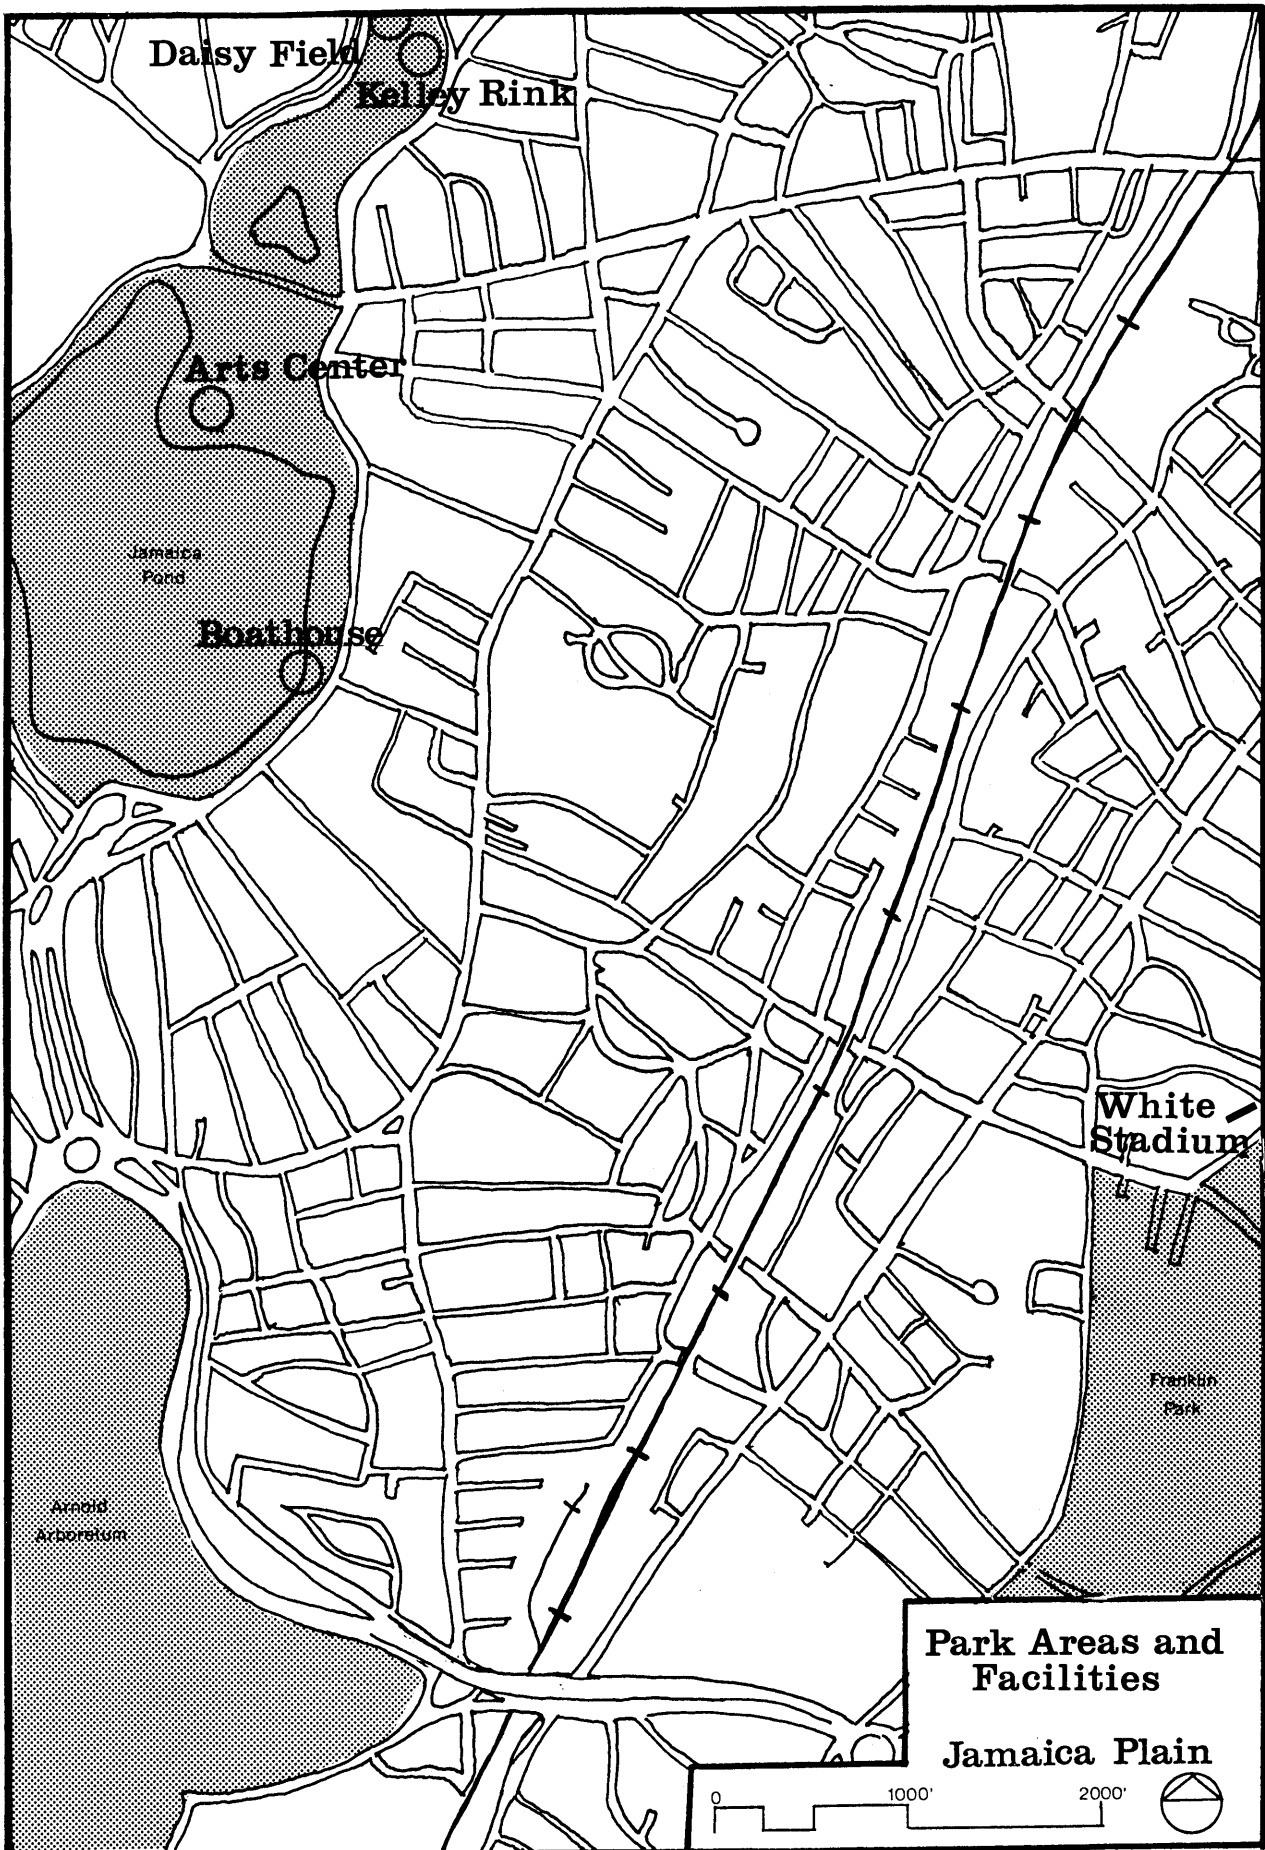 Daisy Field
Kelley Rink
Arts Center
Jamaica
Pond
Boathouse
White
Stadium
Franklin
Park
Arnold
Arboretum
Park Areas and
Facilities
Jamaica Plain
0 1000' 2000'